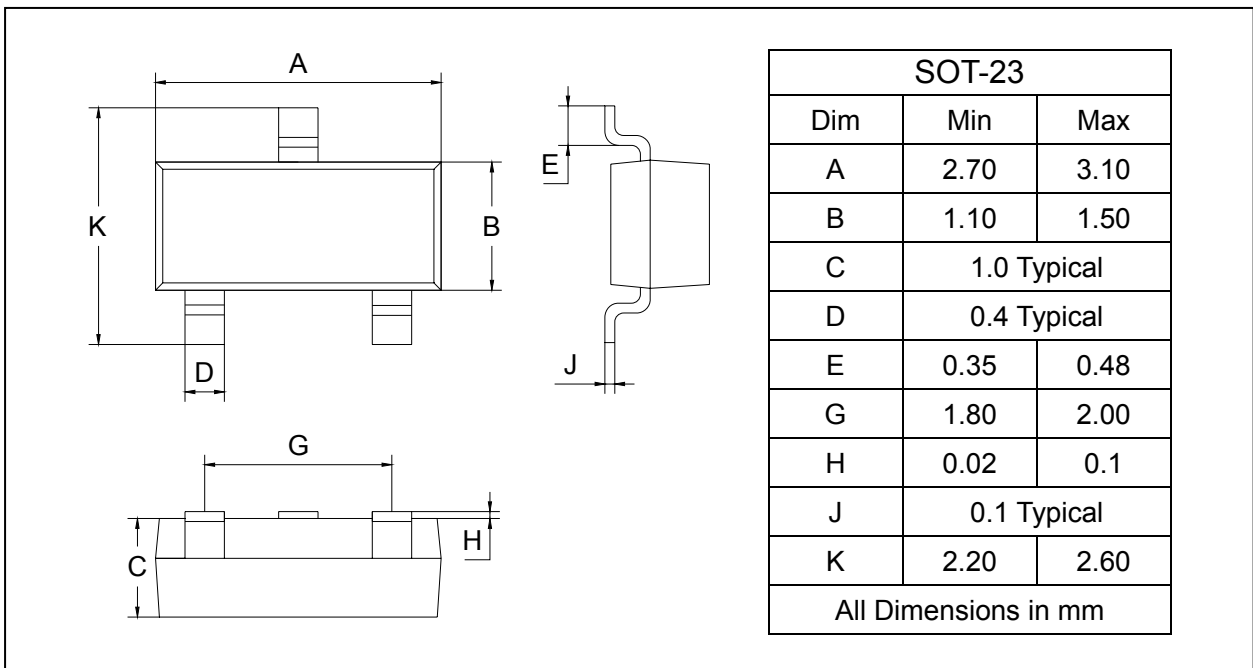 A
K
B
D
E
J
G
C
H
SOT-23
Dim Min Max
A 2.70 3.10
B 1.10 1.50
C 1.0 Typical
D 0.4 Typical
E 0.35 0.48
G 1.80 2.00
H 0.02 0.1
J 0.1 Typical
K 2.20 2.60
All Dimensions in mm